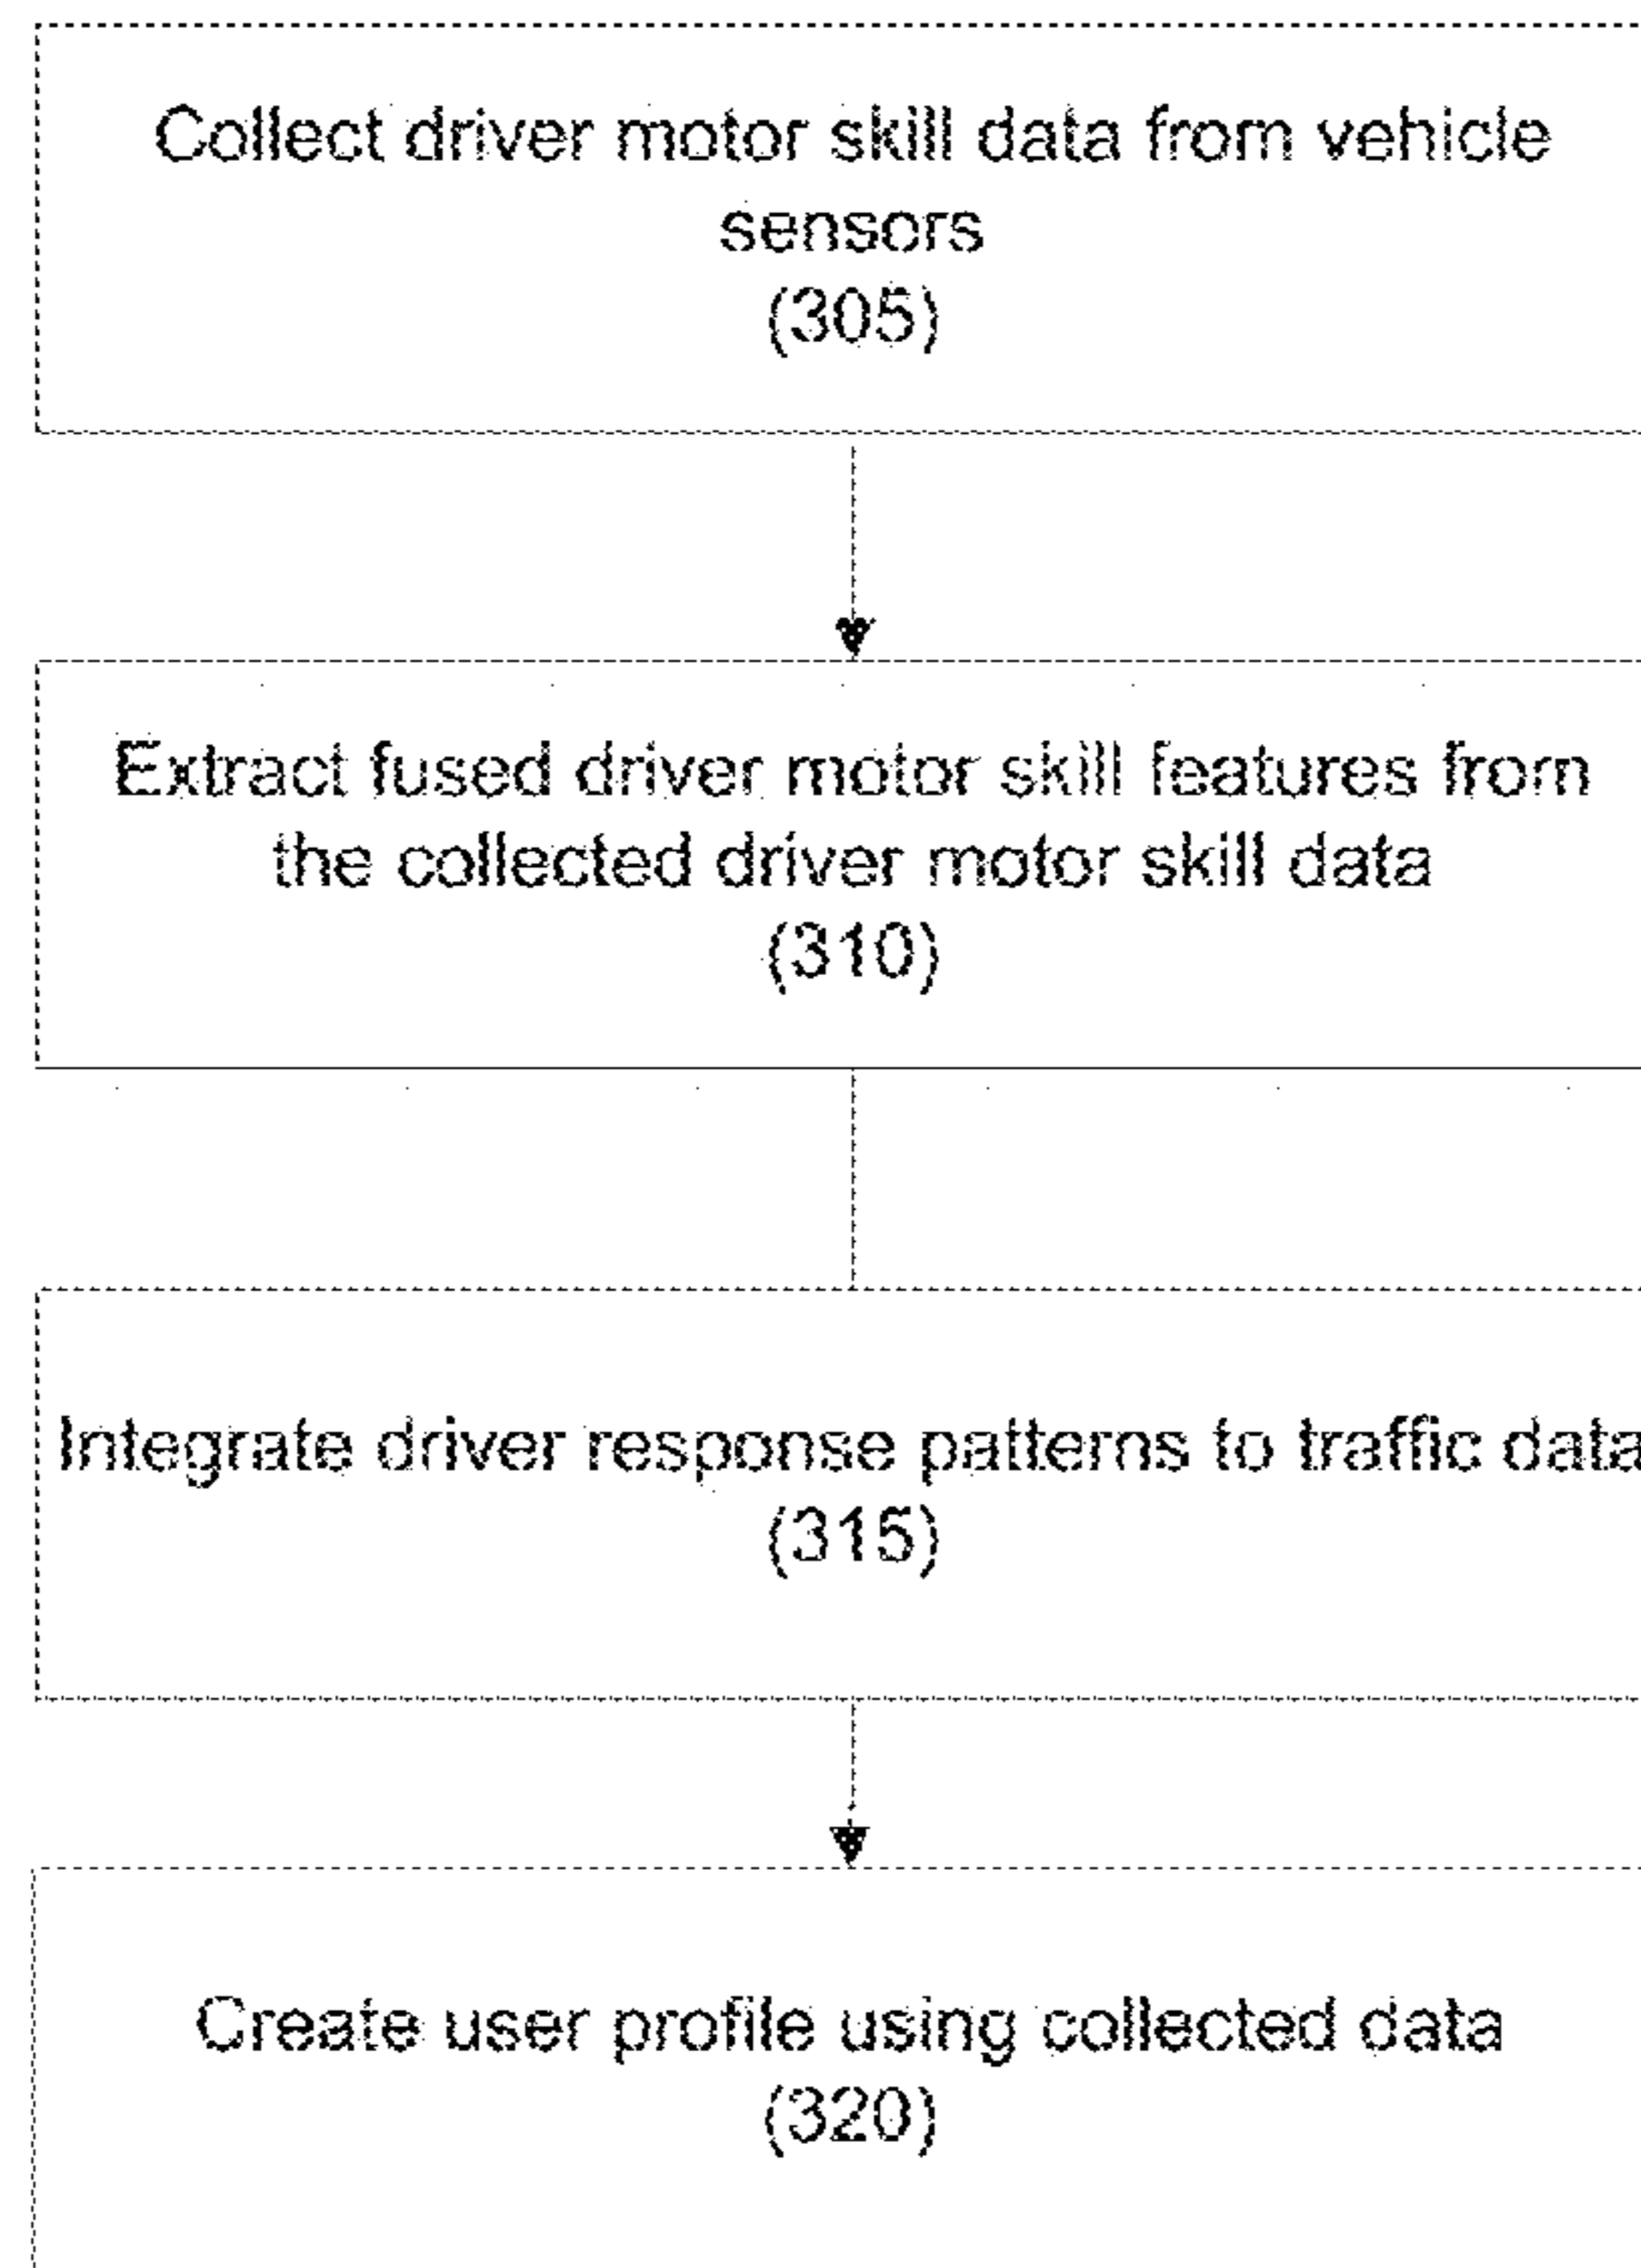 Collect driver motor skill data from vehicle
sensors
(305)
Extract fused driver motor skill features from
the collected driver motor skill data
(310)
Integrate driver response patterns to traffic data
(315)
Create user profile using collected data
(320)